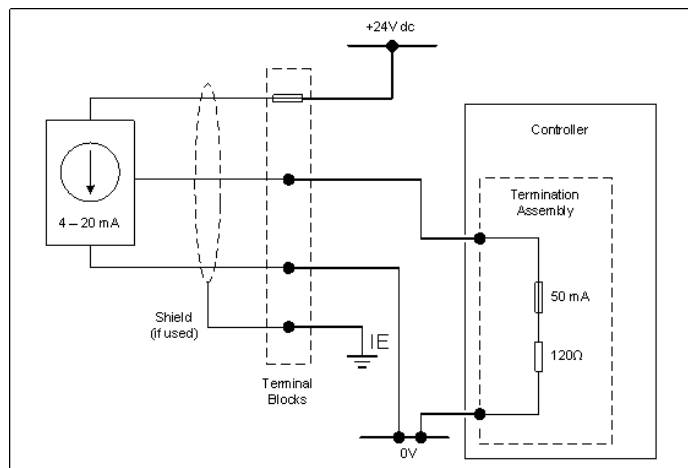 +24V dc
Controller
Termination
Assembly
4 – 20 mA
50 mA
120Ω
Shield
(if used)
IE
Terminal
Blocks
0V